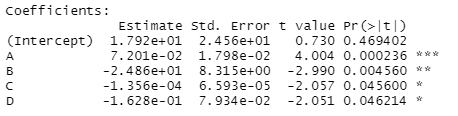 Coefficients:
Estimate Std. Error t value Pr(>|t|)
(Intercept) 1.792e+01 2.456e+01 0.730 0.469402
A 7.201e-02 1.798e-02 4.004 0.000236 ***
B -2.486e+01 8.315e+00 -2.990 0.004560 **
C -1.356e-04 6.593e-05 -2.057 0.045600 *
D -1.628e-01 7.934e-02 -2.051 0.046214 *